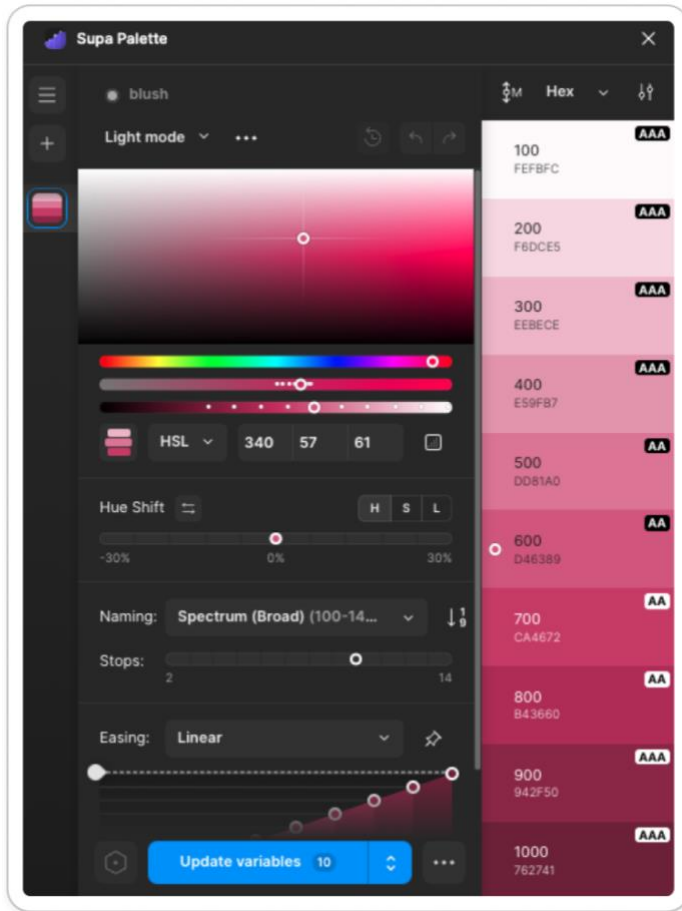 Supa Palette
blush
M Hex
Light mode
HSL 340 57 61
Hue Shift H S L
-30% 0% 30%
Naming: Spectrum (Broad) (100-14... 1 9
Stops:
2 14
Easing: Linear
Update variables 10
100 AAA
FEFBFC
200 AAA
F6DCE5
300 AAA
EEBECE
400 AAA
E59FB7
500 AA
DD81A0
600 AA
D46389
700 AA
CA4672
800 AA
B43660
900 AAA
942F50
1000 AAA
762741